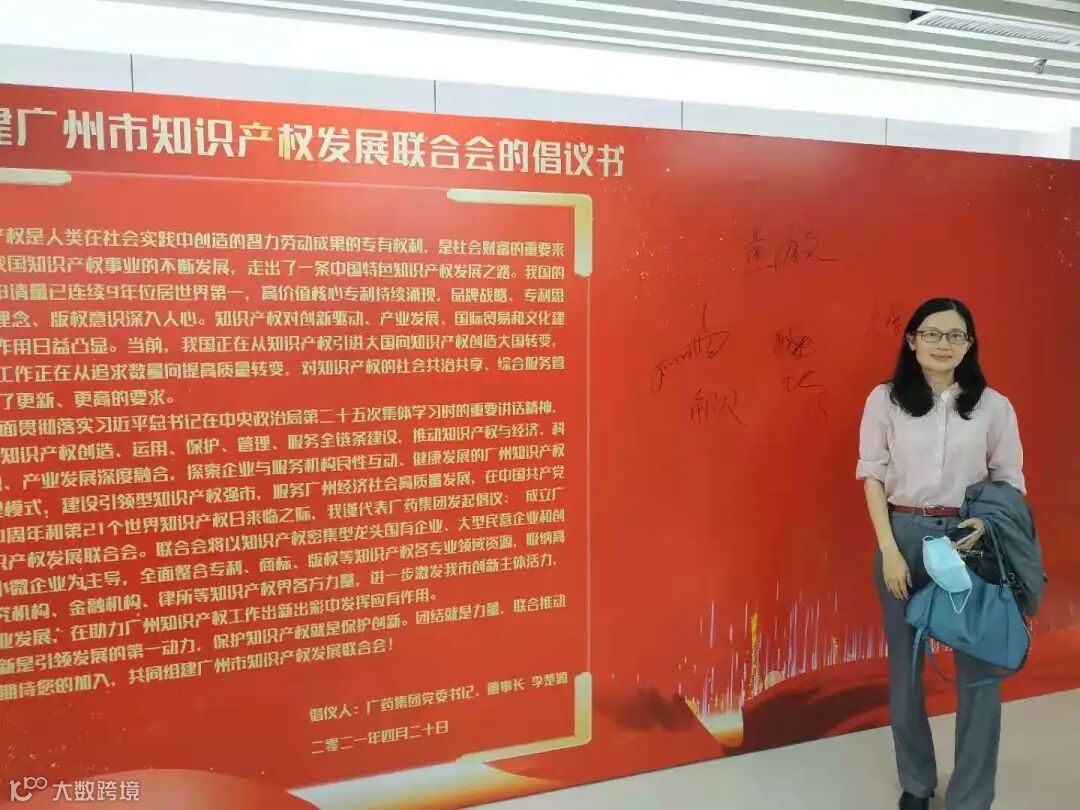 建广州市知识产权发展联合会的倡议书
产权是人类在社会实践中创造的智力劳动成果的专有权利，是社会财富的重要来
我国知识产权事业的不断发展，走出了一条中国特色知识产权发展之路。我国的
申请量已连续9年位居世界第一，高价值核心专利持续涌现，品牌战略、专利思
理念、版权意识深入人心。知识产权对创新驱动、产业发展、国际贸易和文化建
作用日益凸显。当前，我国正在从知识产权引进大国向知识产权创造大国转变，
工作正在从追求数量向提高质量转变，对知识产权的社会共治共享、综合服务管
了更新、更高的要求。
面贯彻落实习近平总书记在中央政治局第二十五次集体学习时的重要讲话精神，
知识产权创造、运用、保护、管理、服务全链条建设，推动知识产权与经济、科
、产业发展深度融合，探索企业与服务机构良性互动、健康发展的广州知识产权
模式，建设引领型知识产权强市，服务广州经济社会高质量发展，在中国共产党
周年和第21个世界知识产权日来临之际，我谨代表广药集团发起倡议：成立广
识产权发展联合会。联合会将以知识产权密集型龙头国有企业、大型民营企业和创
小微企业为主导，全面整合专利、商标、版权等知识产权各专业领域资源，吸纳高
究机构、金融机构、律所等知识产权界各方力量，进一步激发我市创新主体活力，
业发展，在助力广州知识产权工作出新出彩中发挥应有作用。
新是引领发展的第一动力，保护知识产权就是保护创新。团结就是力量，联合推动
期待您的加入，共同组建广州市知识产权发展联合会！
倡仪人：广药集团党委书记、董事长 李楚源
二零二一年四月二十日
大数跨境